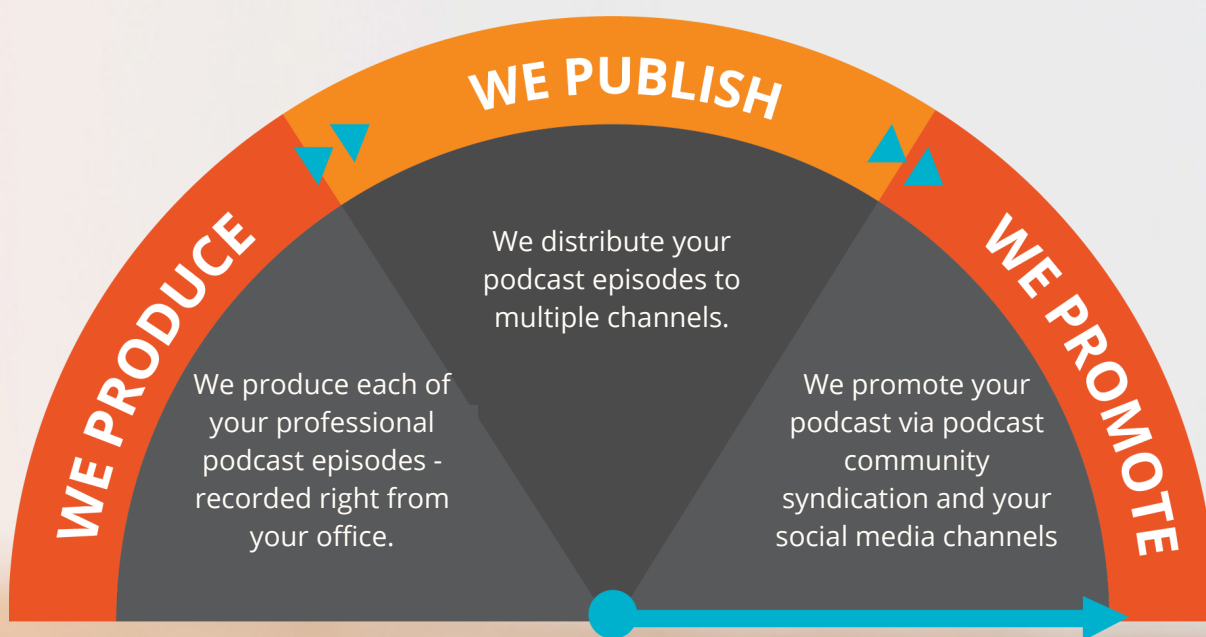 WE PRODUCE
We produce each of
your professional
podcast episodes -
recorded right from
your office.
WE PUBLISH
We distribute your
podcast episodes to
multiple channels.
WE PROMOTE
We promote your
podcast via podcast
community
syndication and your
social media channels